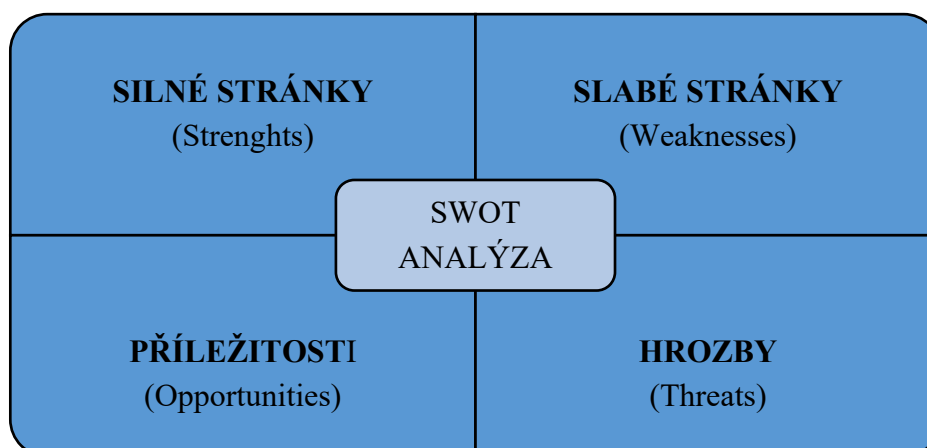 SILNÉ STRÁNKY
(Strenghts)
SLABÉ STRÁNKY
(Weaknesses)
SWOT
ANALÝZA
PŘÍLEŽITOSTI
(Opportunities)
HROZBY
(Threats)